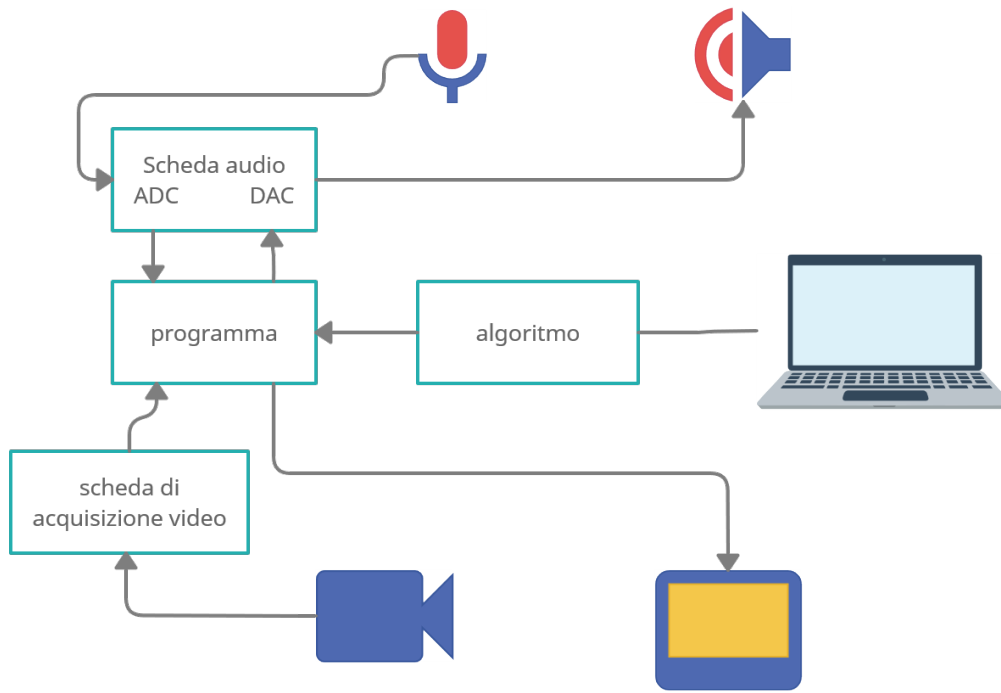 Scheda audio
ADC DAC
programma
algoritmo
scheda di
acquisizione video